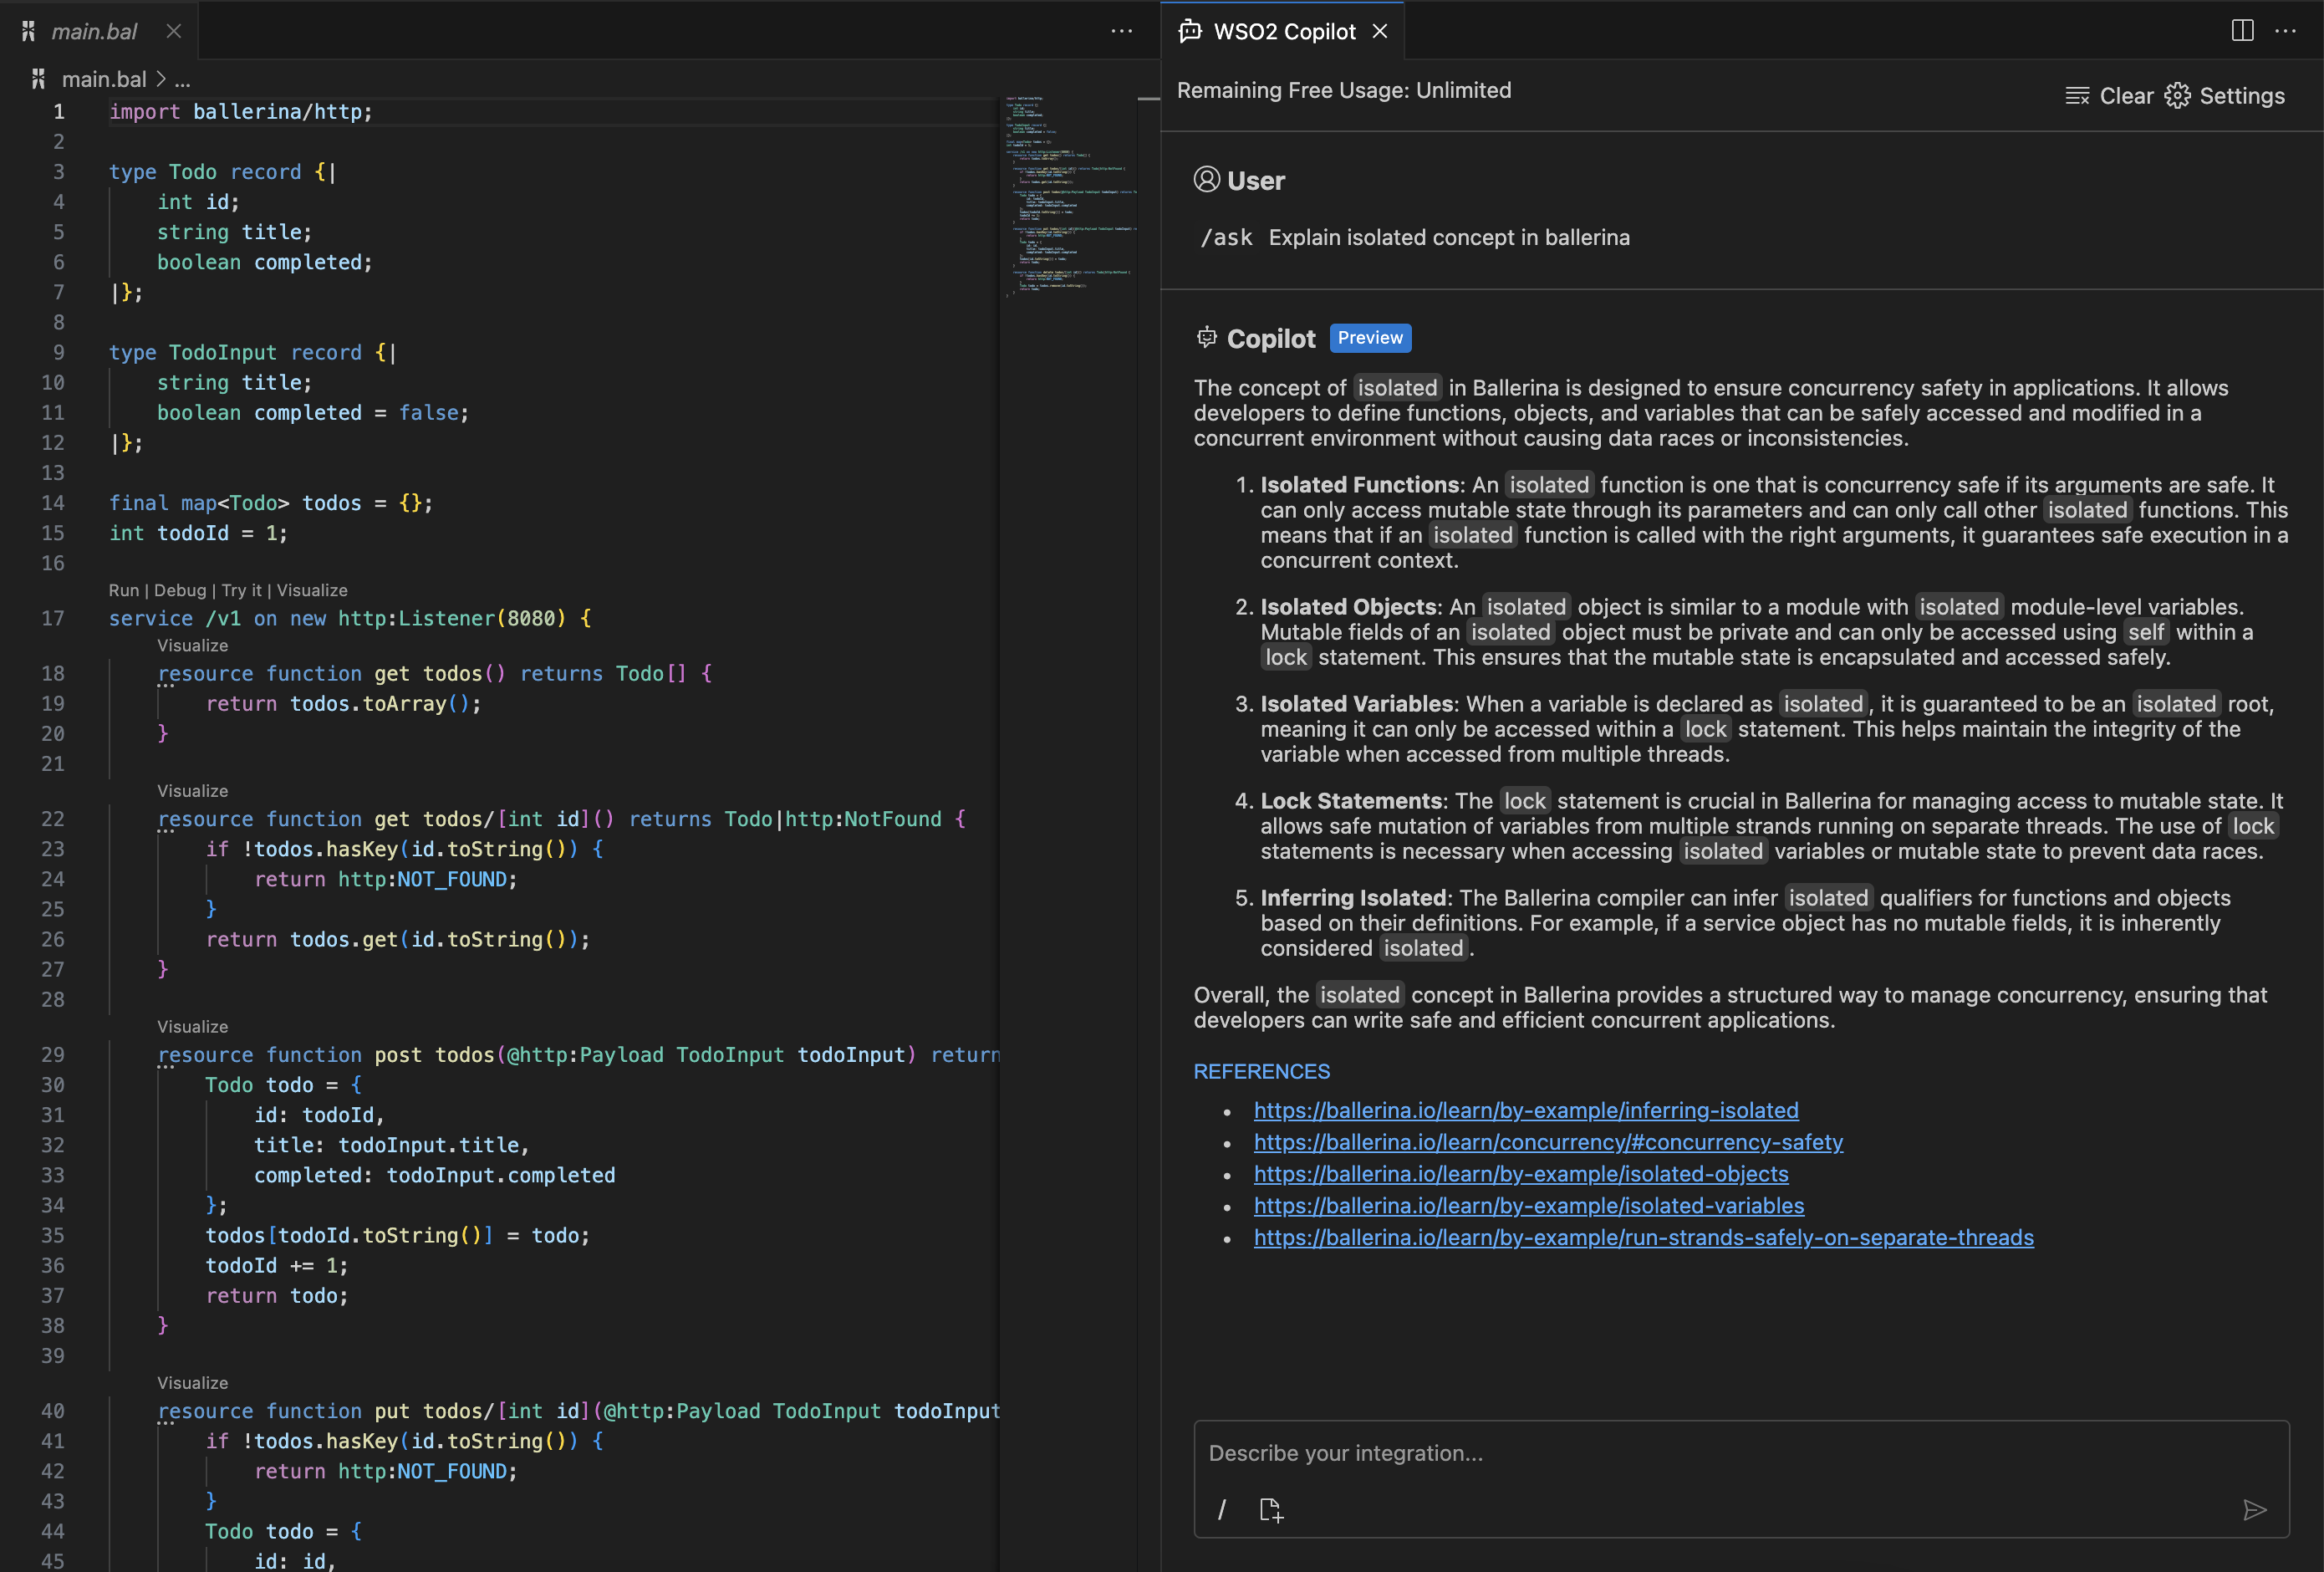 main.bal
main.bal > ...
1 import ballerina/http;
2
3 type Todo record {|
4 int id;
5 string title;
6 boolean completed;
7 |};
8
9 type TodoInput record {|
10 string title;
11 boolean completed = false;
12 |};
13
14 final map<Todo> todos = {};
15 int todoId = 1;
16
Run | Debug | Try it | Visualize
17 service /v1 on new http:Listener(8080) {
Visualize
18 resource function get todos() returns Todo[] {
19 return todos.toArray();
20 }
21
Visualize
22 resource function get todos/[int id]() returns Todo|http:NotFound {
23 if !todos.hasKey(id.toString()) {
24 return http:NOT_FOUND;
25 }
26 return todos.get(id.toString());
27 }
28
Visualize
29 resource function post todos(@http:Payload TodoInput todoInput) return
30 Todo todo = {
31 id: todoId,
32 title: todoInput.title,
33 completed: todoInput.completed
34 };
35 todos[todoId.toString()] = todo;
36 todoId += 1;
37 return todo;
38 }
39
Visualize
40 resource function put todos/[int id](@http:Payload TodoInput todoInput
41 if !todos.hasKey(id.toString()) {
42 return http:NOT_FOUND;
43 }
44 Todo todo = {
45 id: id,
WSO2 Copilot
Remaining Free Usage: Unlimited
Clear Settings
User
/ask Explain isolated concept in ballerina
Copilot Preview
The concept of isolated in Ballerina is designed to ensure concurrency safety in applications. It allows
developers to define functions, objects, and variables that can be safely accessed and modified in a
concurrent environment without causing data races or inconsistencies.
1. Isolated Functions: An isolated function is one that is concurrency safe if its arguments are safe. It
can only access mutable state through its parameters and can only call other isolated functions. This
means that if an isolated function is called with the right arguments, it guarantees safe execution in a
concurrent context.
2. Isolated Objects: An isolated object is similar to a module with isolated module-level variables.
Mutable fields of an isolated object must be private and can only be accessed using self within a
lock statement. This ensures that the mutable state is encapsulated and accessed safely.
3. Isolated Variables: When a variable is declared as isolated, it is guaranteed to be an isolated root,
meaning it can only be accessed within a lock statement. This helps maintain the integrity of the
variable when accessed from multiple threads.
4. Lock Statements: The lock statement is crucial in Ballerina for managing access to mutable state. It
allows safe mutation of variables from multiple strands running on separate threads. The use of lock
statements is necessary when accessing isolated variables or mutable state to prevent data races.
5. Inferring Isolated: The Ballerina compiler can infer isolated qualifiers for functions and objects
based on their definitions. For example, if a service object has no mutable fields, it is inherently
considered isolated.
Overall, the isolated concept in Ballerina provides a structured way to manage concurrency, ensuring that
developers can write safe and efficient concurrent applications.
REFERENCES
• https://ballerina.io/learn/by-example/inferring-isolated
• https://ballerina.io/learn/concurrency/#concurrency-safety
• https://ballerina.io/learn/by-example/isolated-objects
• https://ballerina.io/learn/by-example/isolated-variables
• https://ballerina.io/learn/by-example/run-strands-safely-on-separate-threads
Describe your integration...
/